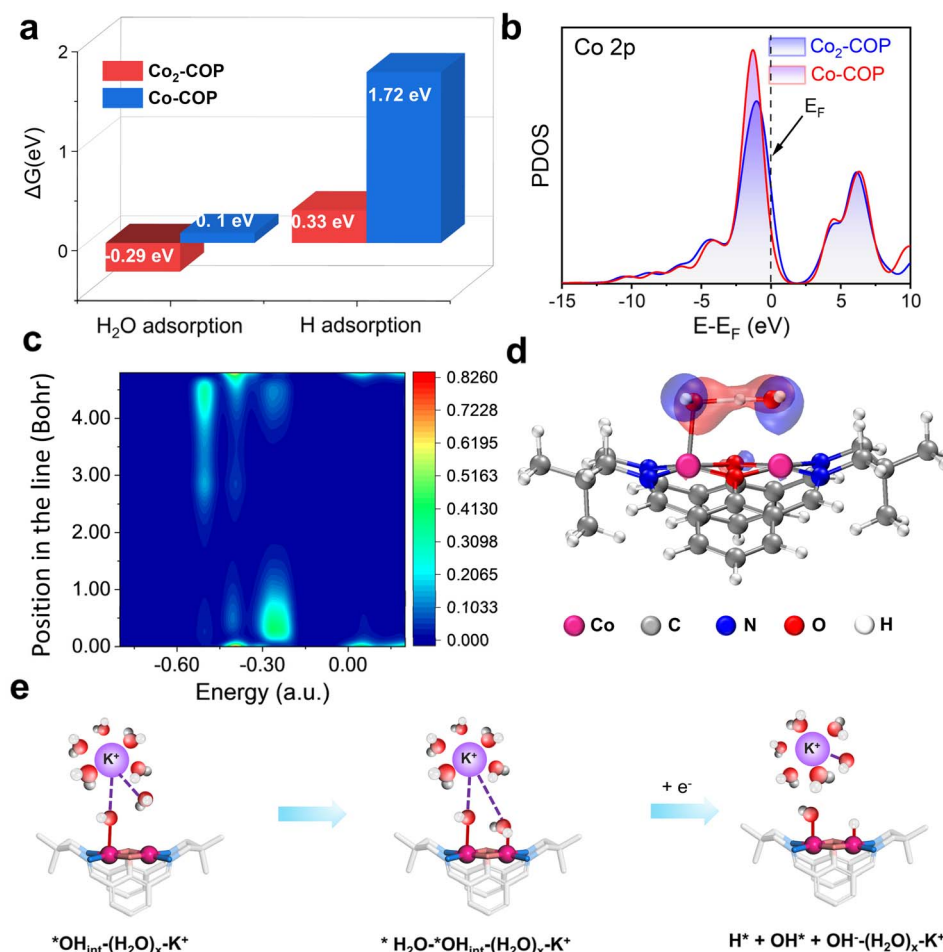 a
2
1
0
ΔG(eV)
Co₂-COP
Co-COP
-0.29 eV
0. 1 eV
0.33 eV
1.72 eV
H₂O adsorption
H adsorption
b
Co 2p
Co₂-COP
Co-COP
E_F
PDOS
-15 -10 -5 0 5 10
E-E_F (eV)
c
Position in the line (Bohr)
4.00
3.00
2.00
1.00
0.00
-0.60 -0.30 0.00
Energy (a.u.)
0.8260
0.7228
0.6195
0.5163
0.4130
0.3098
0.2065
0.1033
0.000
d
Co C N O H
e
K⁺
K⁺
+ e⁻
K⁺
*OH_int-(H₂O)ₓ-K⁺
* H₂O-*OH_int-(H₂O)ₓ-K⁺
H* + OH* + OH⁻-(H₂O)ₓ-K⁺